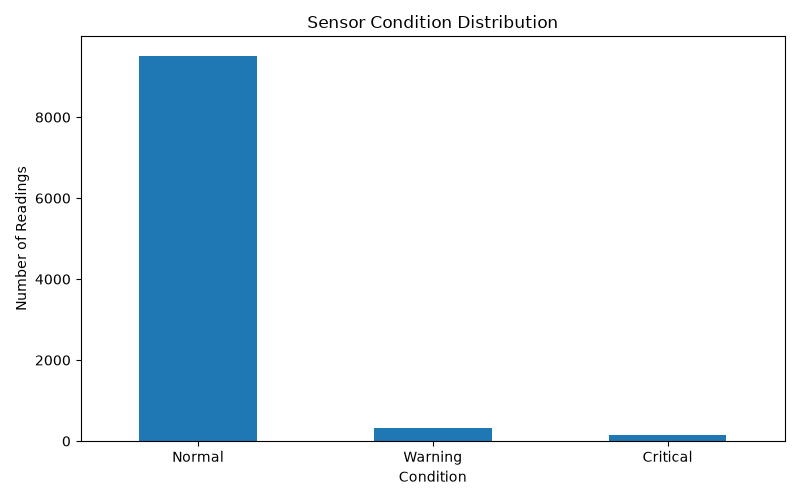 Sensor Condition Distribution
Number of Readings
8000
6000
4000
2000
0
Normal
Warning
Critical
Condition